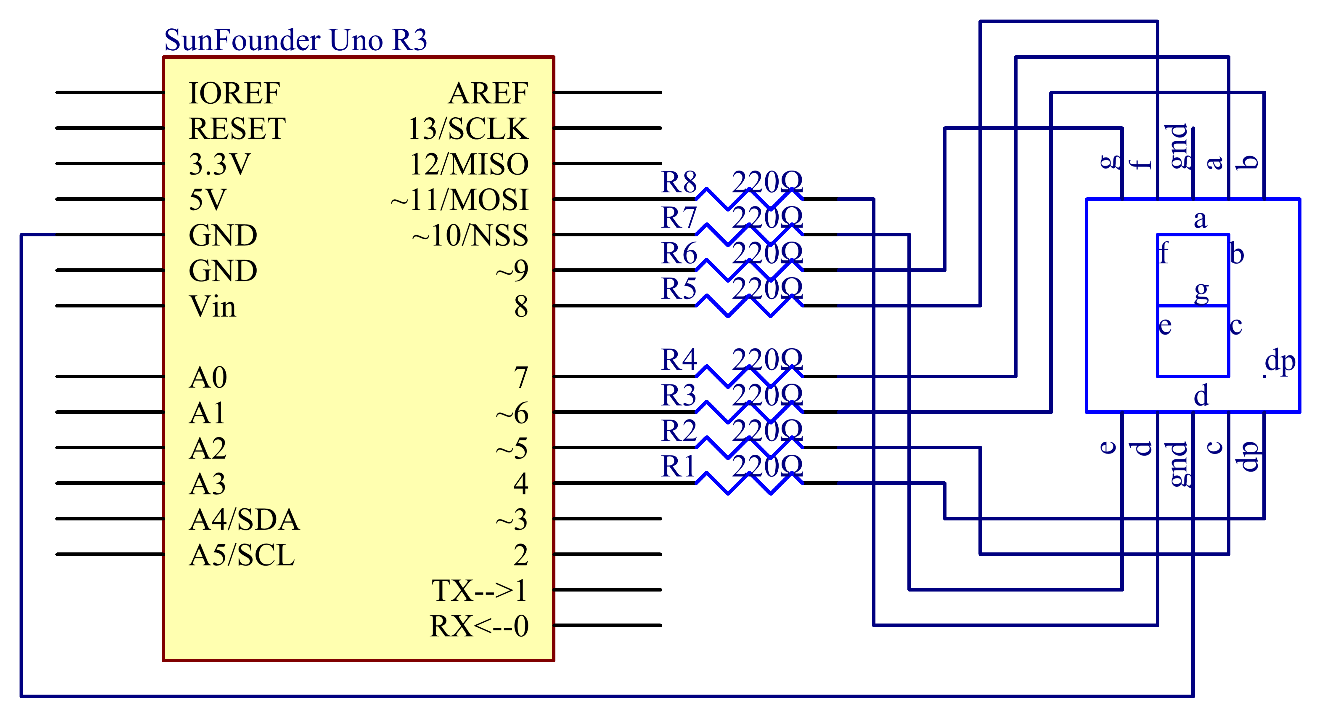 SunFounder Uno R3
IOREF
RESET
3.3V
5V
GND
GND
Vin
A0
A1
A2
A3
A4/SDA
A5/SCL
AREF
13/SCLK
12/MISO
~11/MOSI
~10/NSS
~9
8
7
~6
~5
4
~3
2
TX-->1
RX<--0
R8 220Ω
R7 220Ω
R6 220Ω
R5 220Ω
R4 220Ω
R3 220Ω
R2 220Ω
R1 220Ω
g f gnd a b
a
f b
g
e c
dp
d
e d gnd c dp